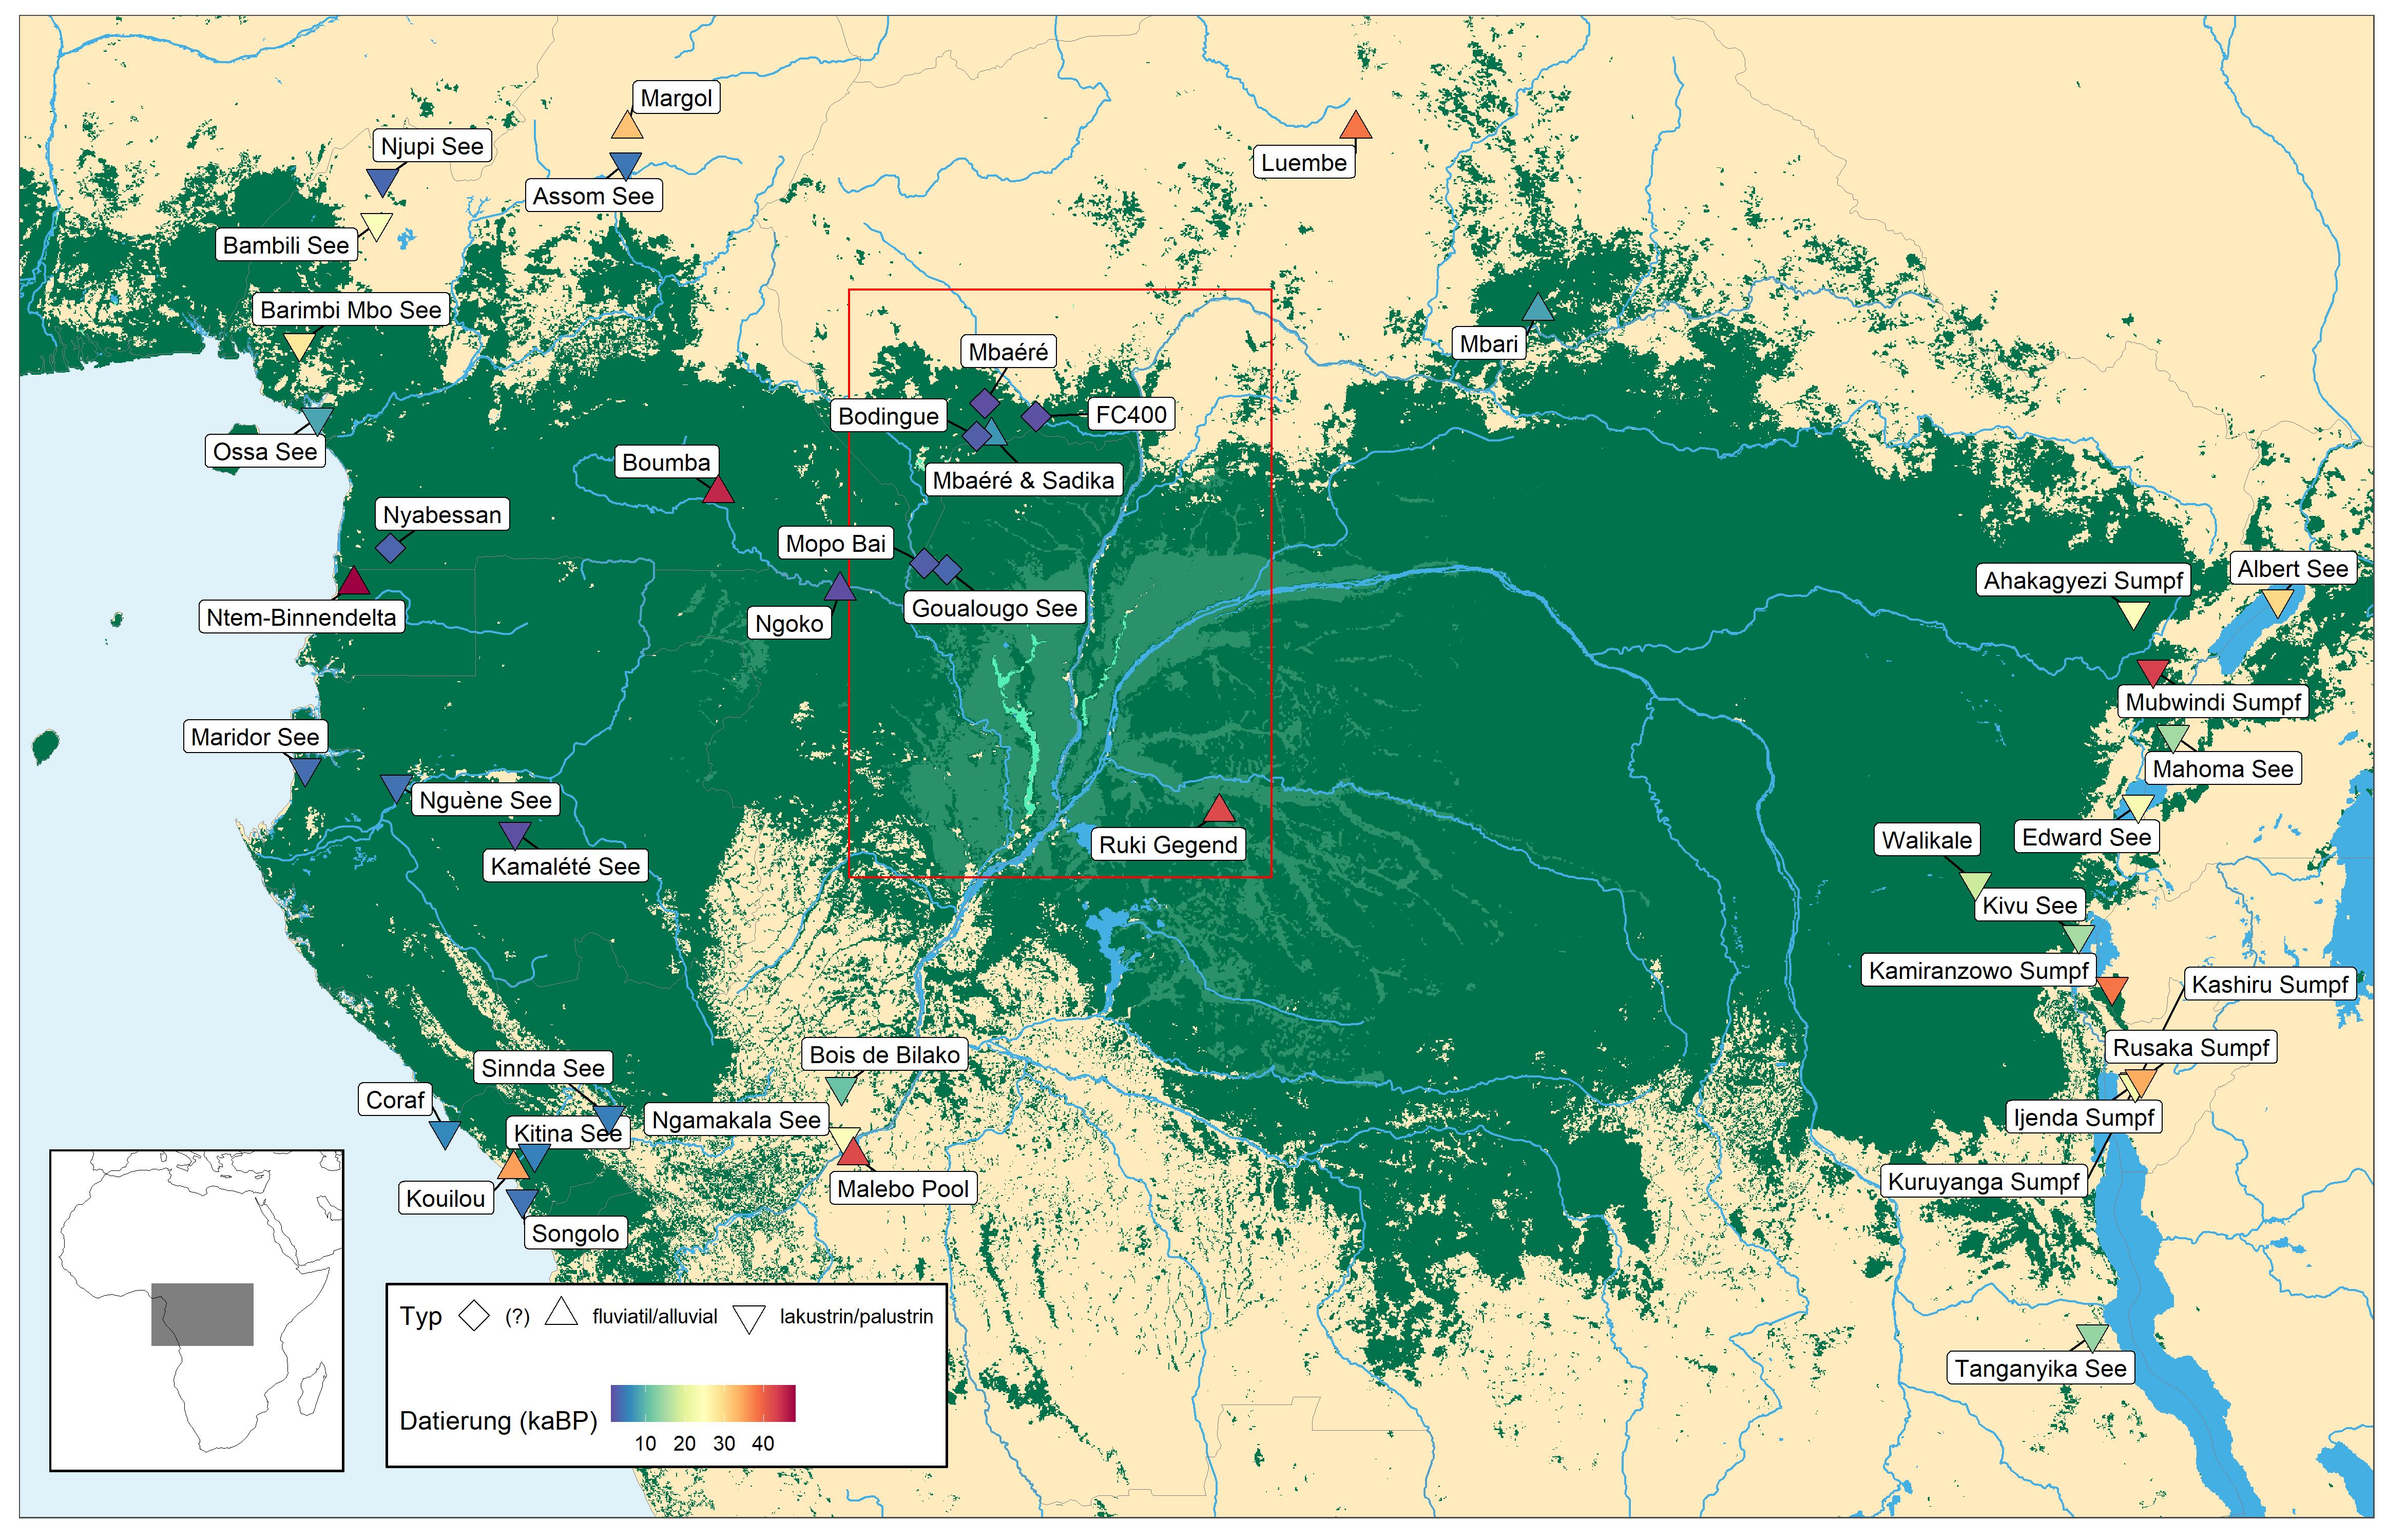 Margol
Njupi See
Luembe
Assom See
Bambili See
Barimbi Mbo See
Mbari
Mbaéré
Bodingue
FC400
Ossa See
Boumba
Mbaéré & Sadika
Nyabessan
Mopo Bai
Albert See
Ahakagyezi Sumpf
Goualougo See
Ntem-Binnendelta
Ngoko
Mubwindi Sumpf
Maridor See
Mahoma See
Nguène See
Edward See
Walikale
Ruki Gegend
Kamalété See
Kivu See
Kamiranzowo Sumpf
Kashiru Sumpf
Rusaka Sumpf
Bois de Bilako
Sinnda See
Coraf
Ijenda Sumpf
Ngamakala See
Kitina See
Kuruyanga Sumpf
Malebo Pool
Kouilou
Songolo
Typ (?) fluviatil/alluvial lakustrin/palustrin
Tanganyika See
Datierung (kaBP)
10 20 30 40